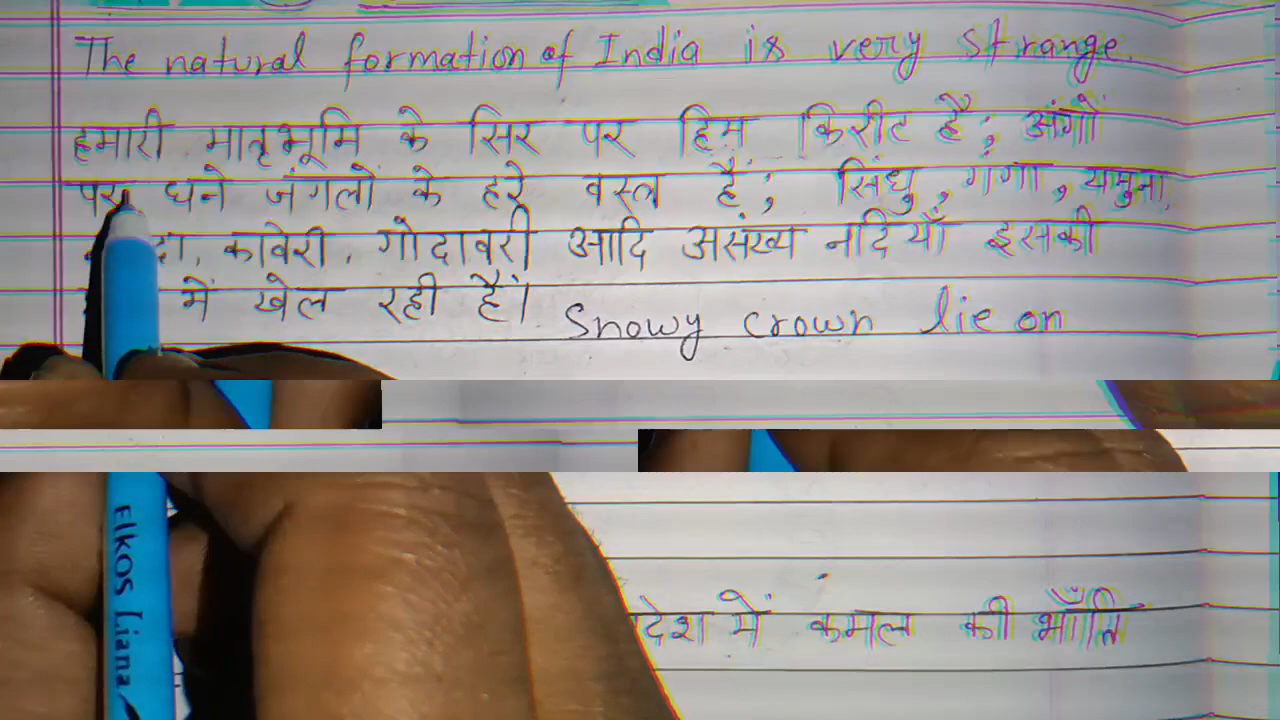 The natural formation of India is very strange.
हमारी मातृभूमि के सिर पर हिम किरीट है; अंगों
पर घने जंगलों के हरे वस्त्र हैं; सिंधु, गंगा, यामुना,
कावेरी, गोदावरी आदि असंख्य नदियाँ इसकी
में खेल रही हैं। Snowy crown lie on
में कमल की भाँति
Elkos Liana